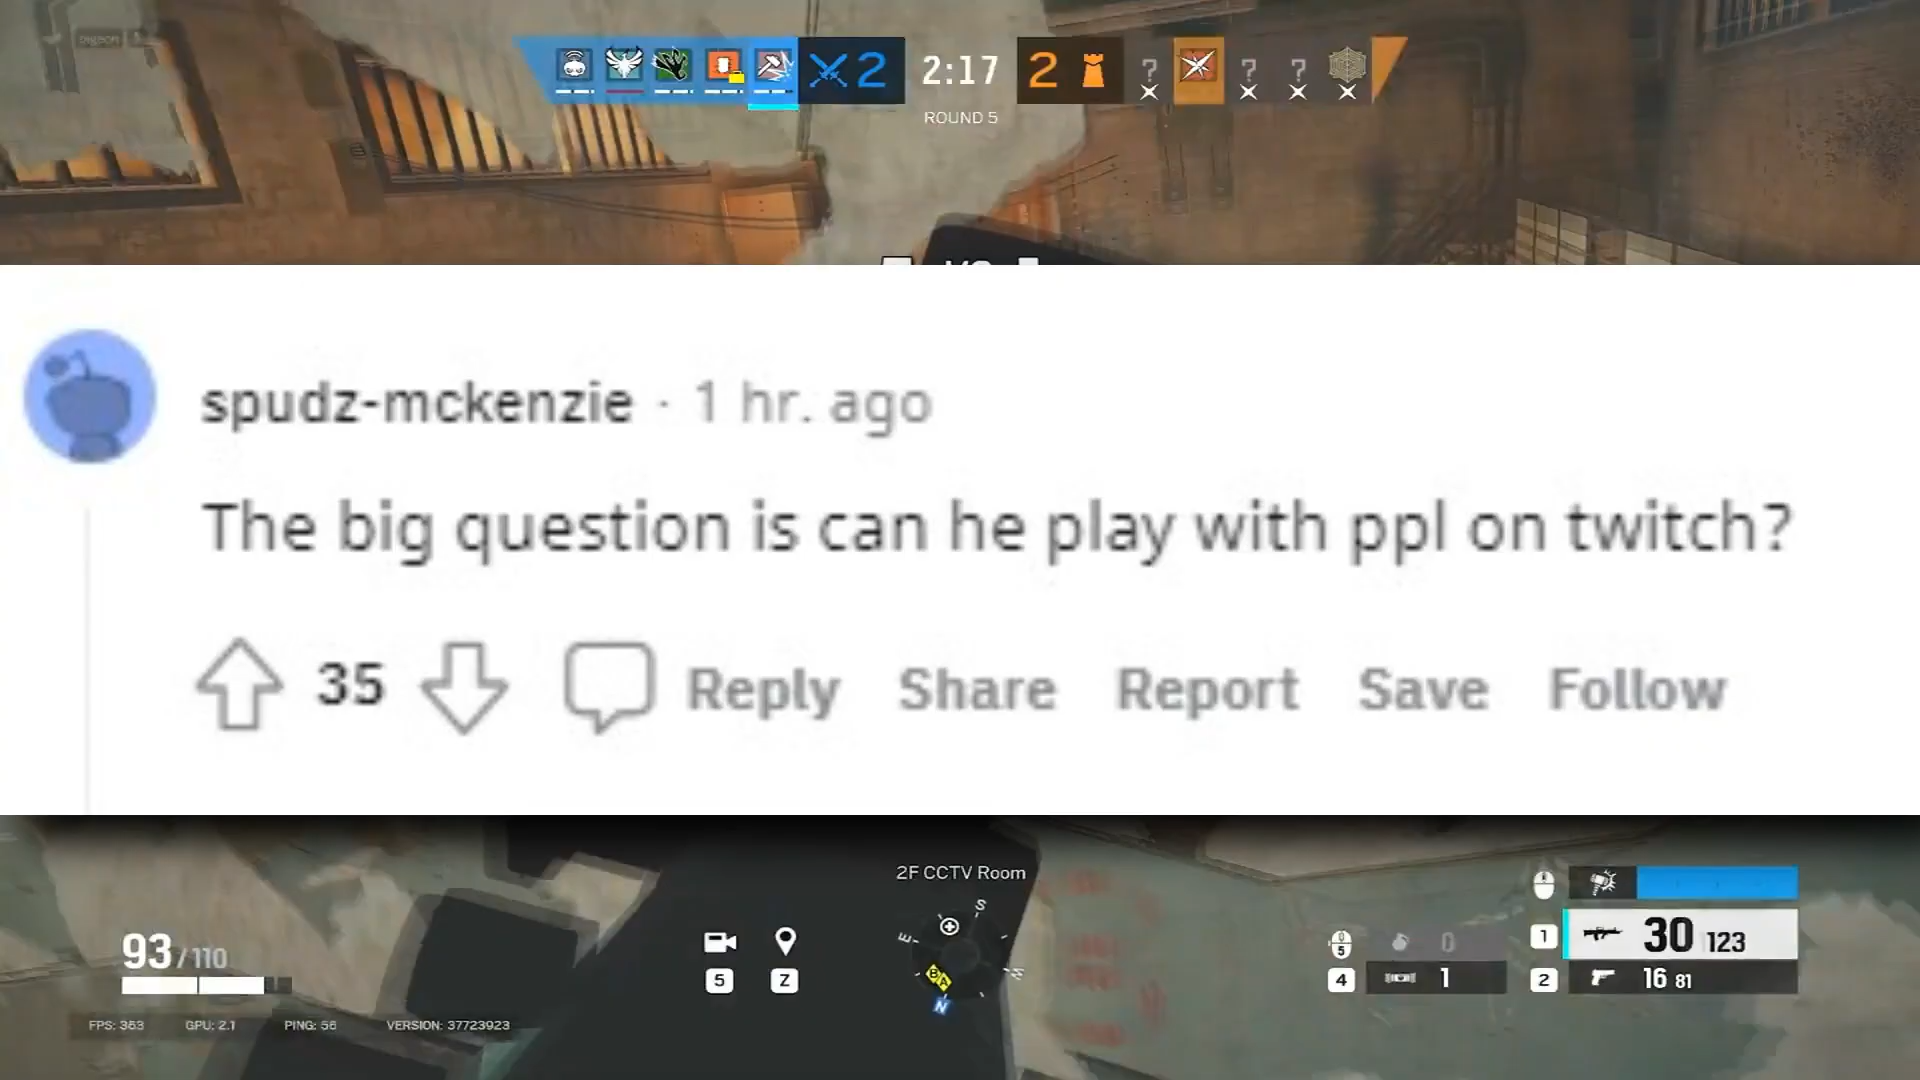 2 2:17 2
ROUND 5
? ? ?
spudz-mckenzie · 1 hr. ago
The big question is can he play with ppl on twitch?
35 Reply Share Report Save Follow
2F CCTV Room
S
E
B A
N
93 / 110
5 Z
5 0
4 1
1 30 123
2 16 81
FPS: 363 GPU: 2.1 PING: 56 VERSION: 37723923